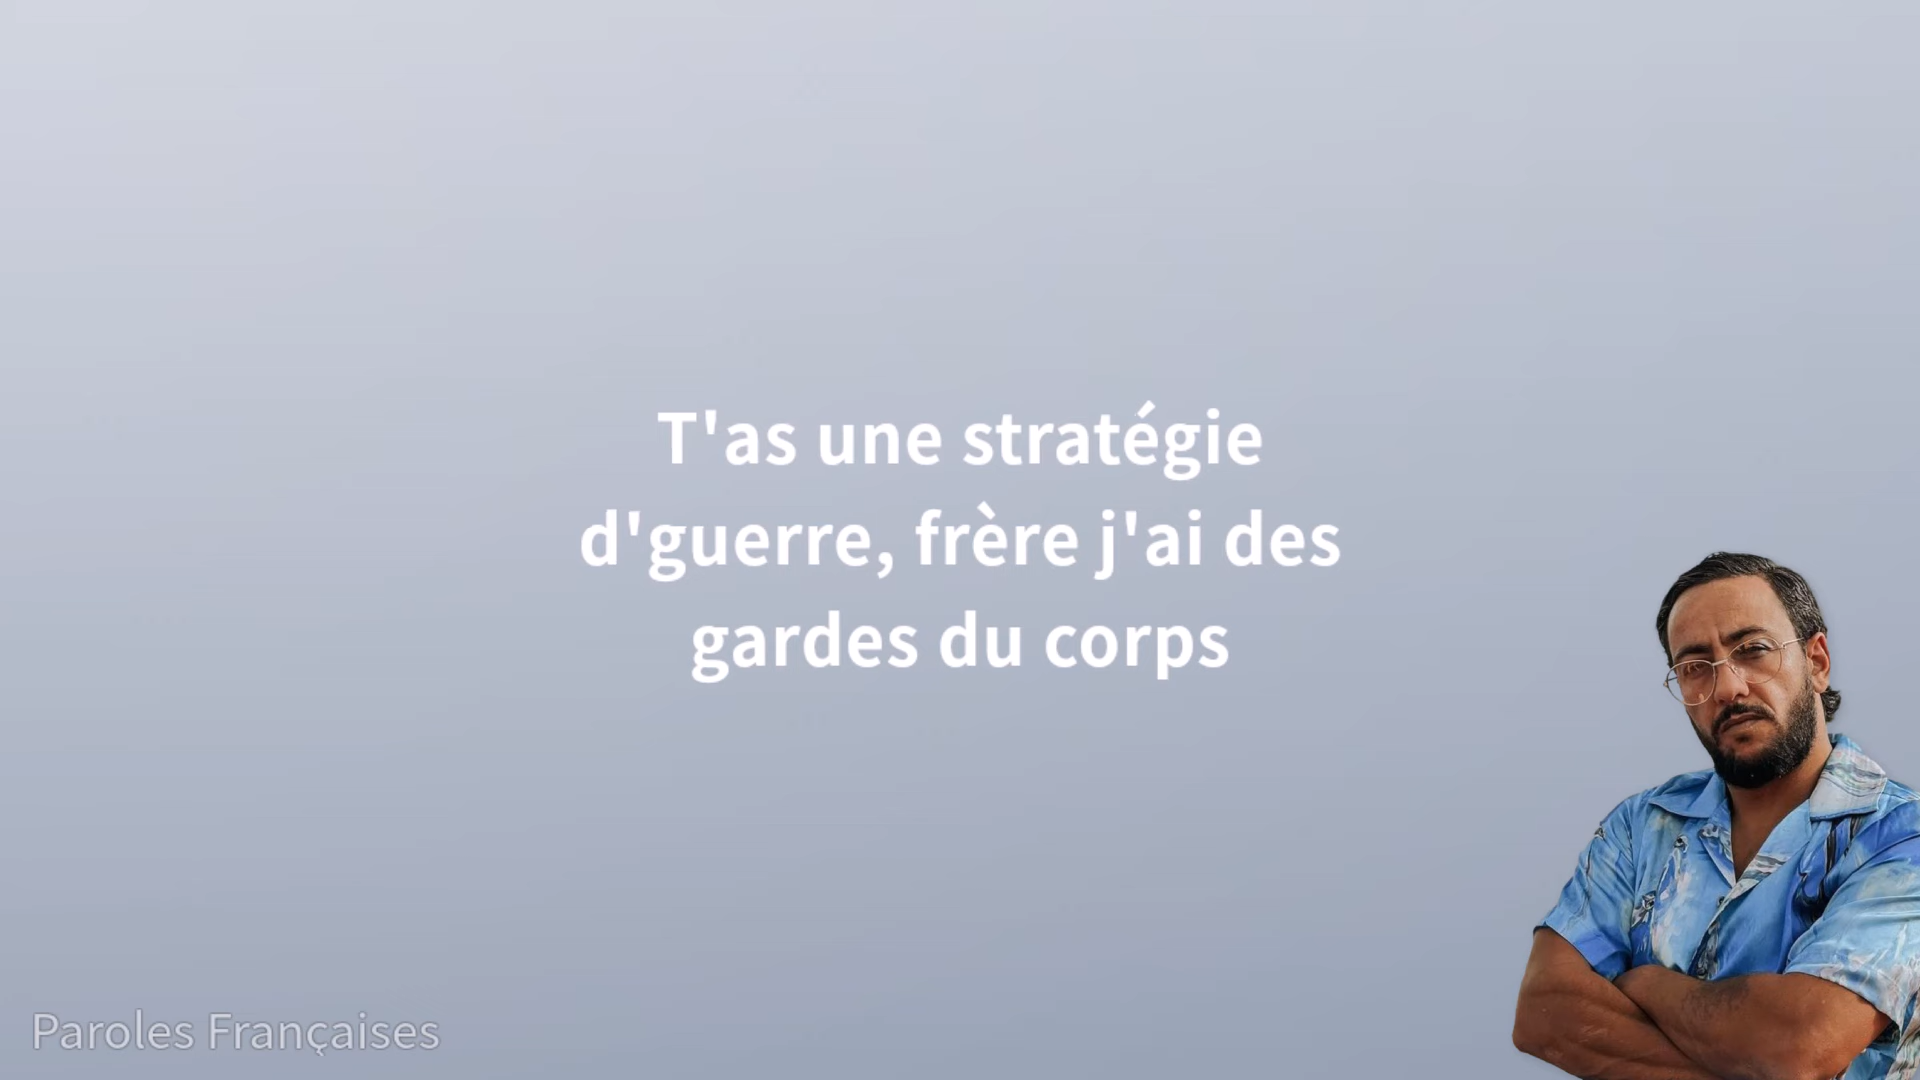 T'as une stratégie
d'guerre, frère j'ai des
gardes du corps
Paroles Françaises